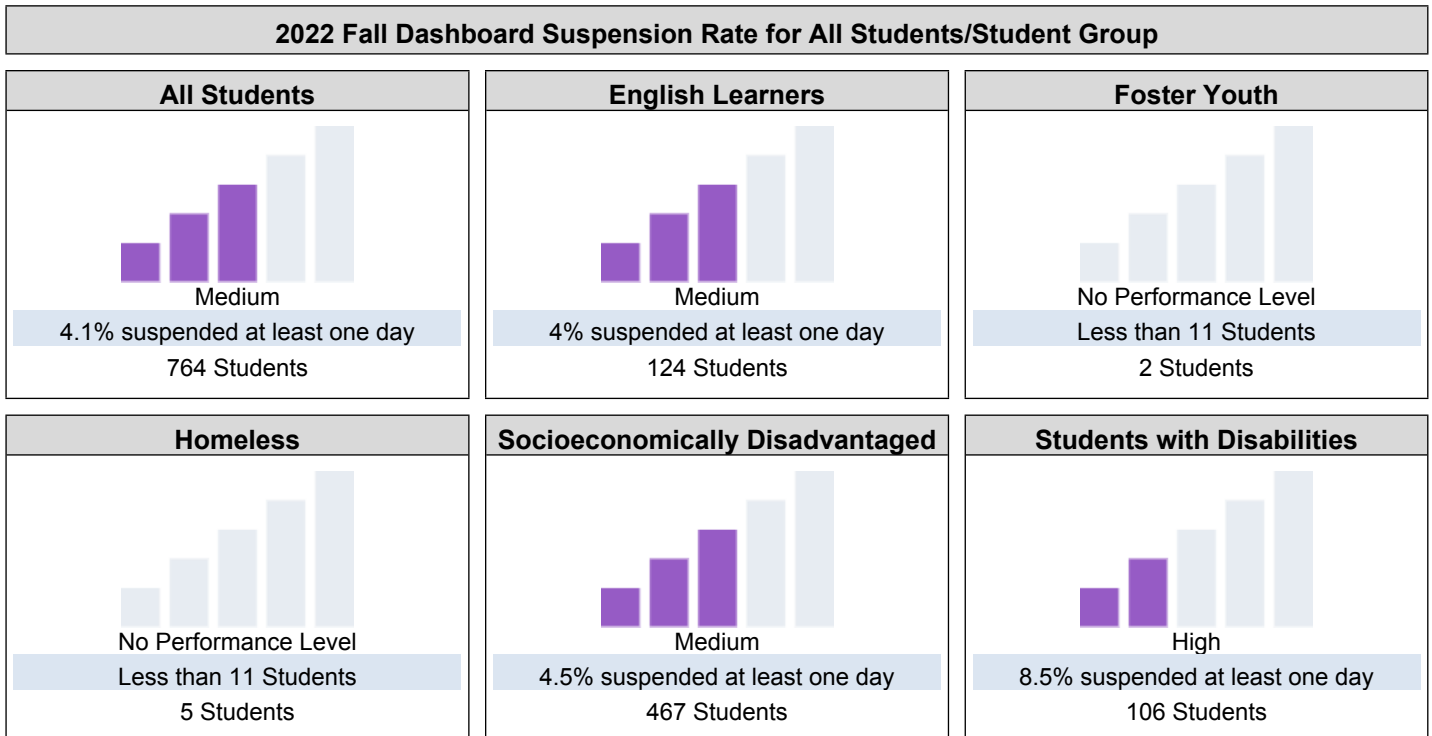 2022 Fall Dashboard Suspension Rate for All Students/Student Group
All Students
Medium
4.1% suspended at least one day
764 Students
English Learners
Medium
4% suspended at least one day
124 Students
Foster Youth
No Performance Level
Less than 11 Students
2 Students
Homeless
No Performance Level
Less than 11 Students
5 Students
Socioeconomically Disadvantaged
Medium
4.5% suspended at least one day
467 Students
Students with Disabilities
High
8.5% suspended at least one day
106 Students